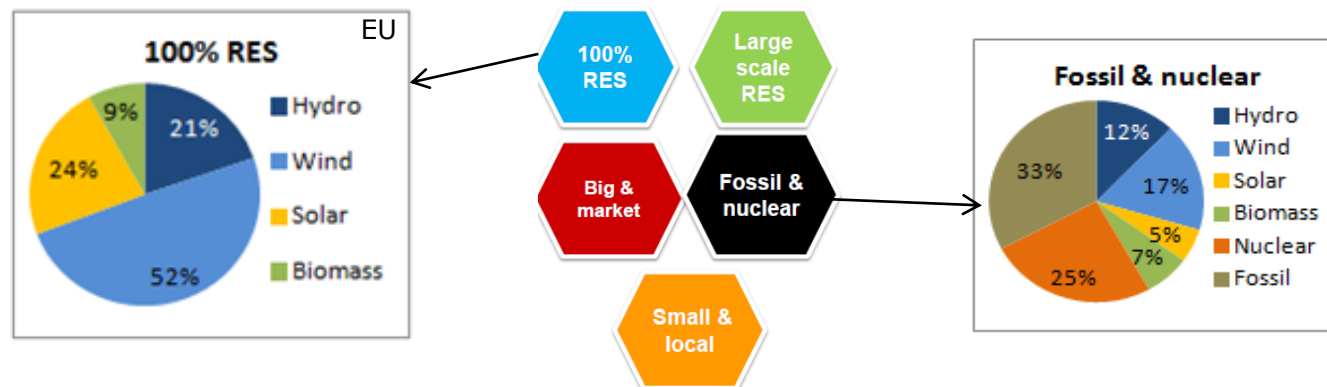 EU
100% RES
9%
21%
24%
52%
Hydro
Wind
Solar
Biomass
100%
RES
Large
scale
RES
Big &
market
Fossil &
nuclear
Small &
local
Fossil & nuclear
12%
33%
17%
5%
7%
25%
Hydro
Wind
Solar
Biomass
Nuclear
Fossil